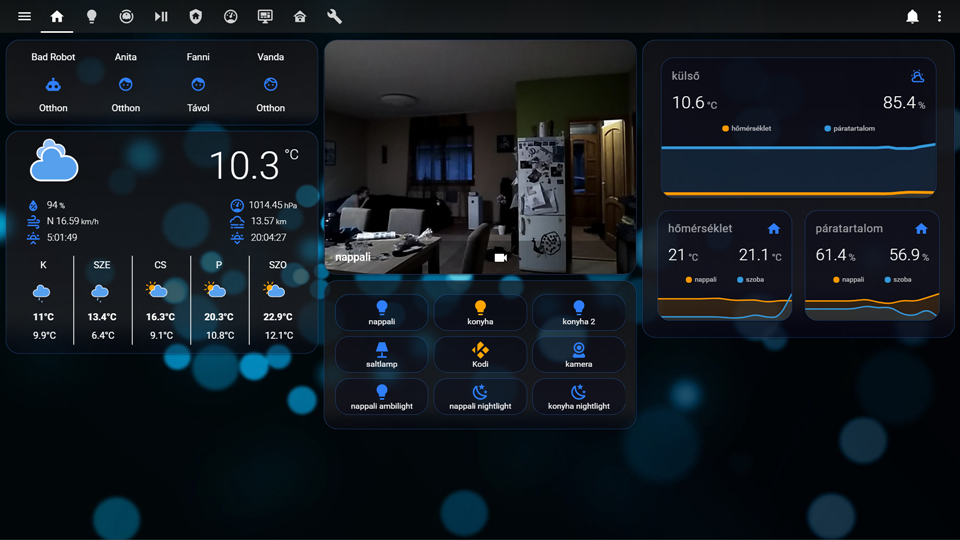 Bad Robot Anita Fanni Vanda
Otthon Otthon Távol Otthon
10.3 °C
94 % 1014.45 hPa
N 16.59 km/h 13.57 km
5:01:49 20:04:27
K SZE CS P SZO
11°C 13.4°C 16.3°C 20.3°C 22.9°C
9.9°C 6.4°C 9.1°C 10.8°C 12.1°C
nappali
nappali konyha konyha 2
saltlamp Kodi kamera
nappali ambilight nappali nightlight konyha nightlight
külső
10.6 °C 85.4 %
hőmérséklet páratartalom
hőmérséklet
21 °C 21.1 °C
nappali szoba
páratartalom
61.4 % 56.9 %
nappali szoba